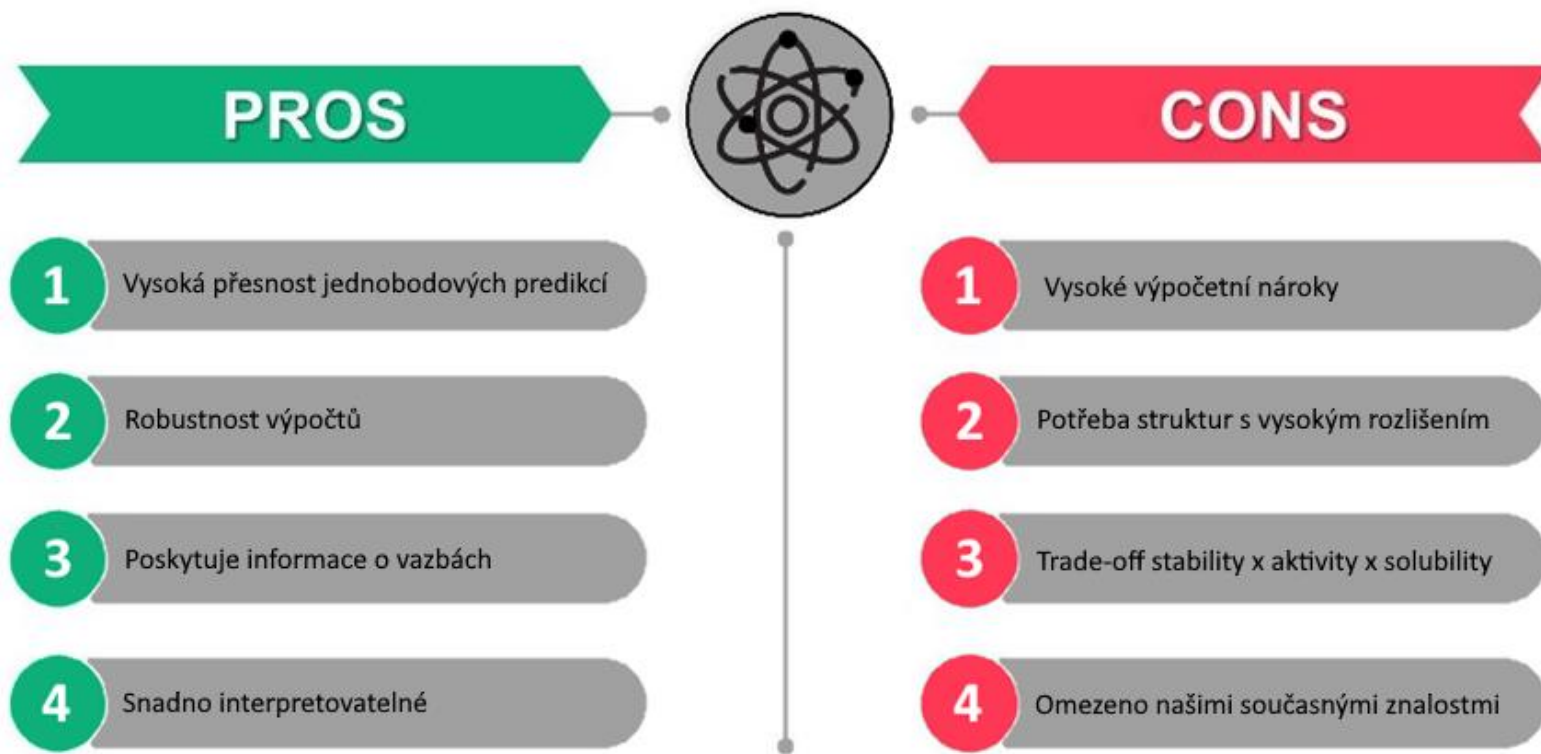 PROS
1 Vysoká přesnost jednobodových predikcí
2 Robustnost výpočtů
3 Poskytuje informace o vazbách
4 Snadno interpretovatelné
CONS
1 Vysoké výpočetní nároky
2 Potřeba struktur s vysokým rozlišením
3 Trade-off stability x aktivity x solubility
4 Omezeno našimi současnými znalostmi